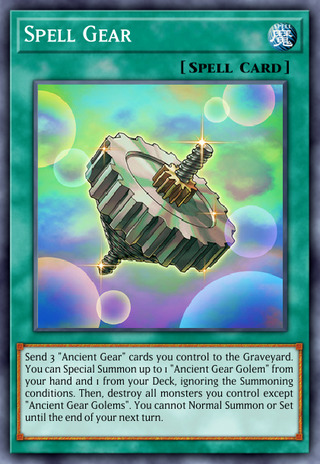 Spell Gear
魔
[ Spell Card ]
Send 3 "Ancient Gear" cards you control to the Graveyard.
You can Special Summon up to 1 "Ancient Gear Golem" from
your hand and 1 from your Deck, ignoring the Summoning
conditions. Then, destroy all monsters you control except
"Ancient Gear Golems". You cannot Normal Summon or Set
until the end of your next turn.